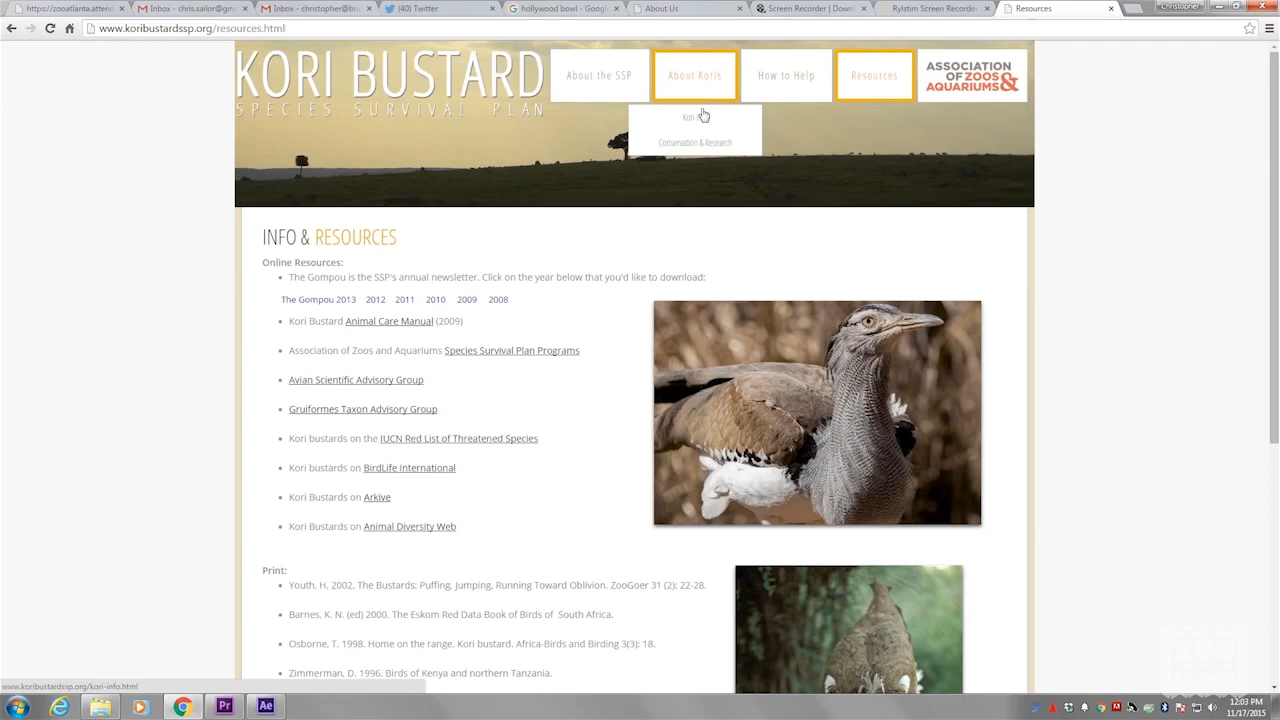 https://zooatlanta.attend
Inbox - chris.sailor@gm
Inbox - christopher@bru
(40) Twitter
hollywood bowl - Google
About Us
Screen Recorder | Downl
Rylstim Screen Recorder
Resources
Christopher
www.koribustardssp.org/resources.html
KORI BUSTARD
SPECIES SURVIVAL PLAN
About the SSP
About Koris
How to Help
Resources
ASSOCIATION
OF ZOOS
AQUARIUMS &
Kori
Conservation & Research
INFO & RESOURCES
Online Resources:
• The Gompou is the SSP's annual newsletter. Click on the year below that you'd like to download:
The Gompou 2013 2012 2011 2010 2009 2008
• Kori Bustard Animal Care Manual (2009)
• Association of Zoos and Aquariums Species Survival Plan Programs
• Avian Scientific Advisory Group
• Gruiformes Taxon Advisory Group
• Kori bustards on the IUCN Red List of Threatened Species
• Kori bustards on BirdLife International
• Kori Bustards on Arkive
• Kori Bustards on Animal Diversity Web
Print:
• Youth, H. 2002. The Bustards: Puffing, Jumping, Running Toward Oblivion. ZooGoer 31 (2): 22-28.
• Barnes, K. N. (ed) 2000. The Eskom Red Data Book of Birds of South Africa.
• Osborne, T. 1998. Home on the range. Kori bustard. Africa-Birds and Birding 3(3): 18.
• Zimmerman, D. 1996. Birds of Kenya and northern Tanzania.
www.koribustardssp.org/kori-info.html
Pr
Ae
12:03 PM
11/17/2015